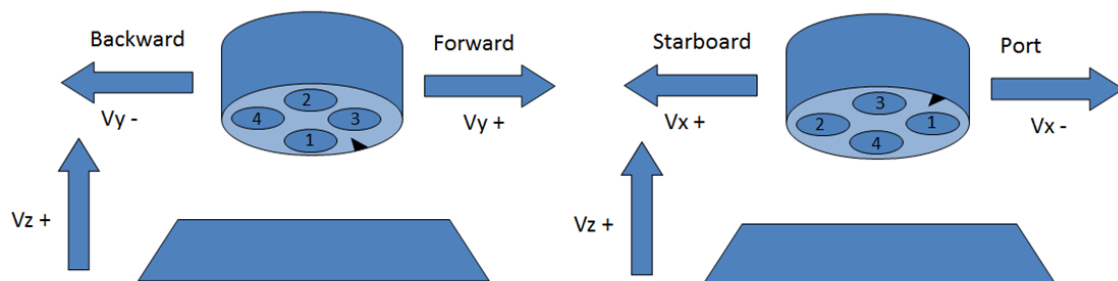 Backward
Forward
Vy -
Vy +
Vz +
2
4
3
1
Starboard
Port
Vx +
Vx -
Vz +
3
2
1
4